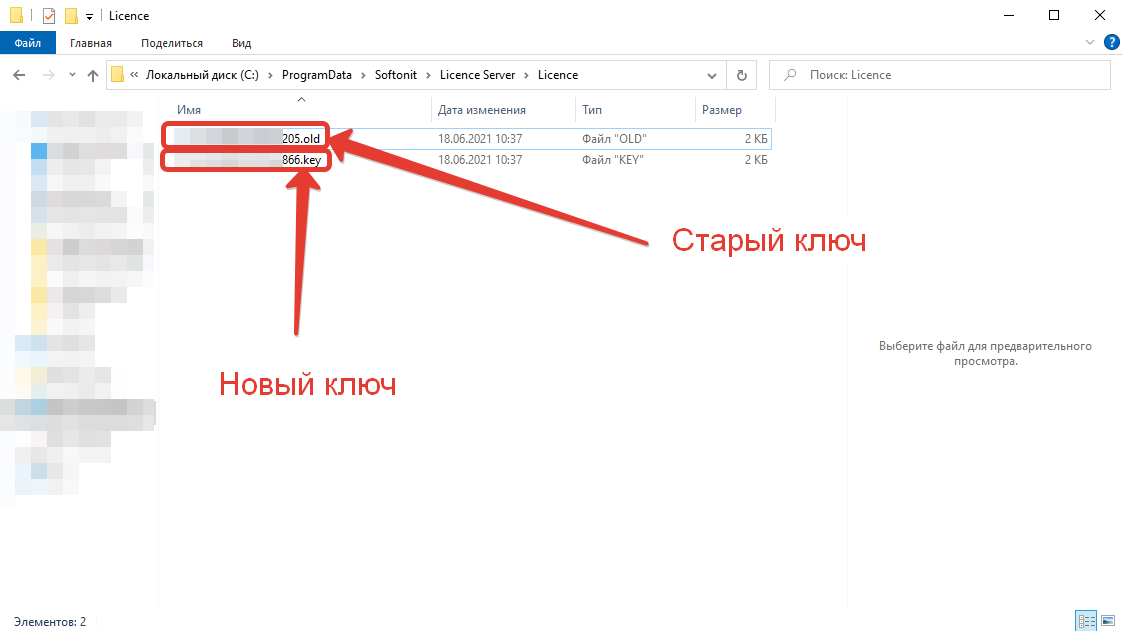 Licence
Файл Главная Поделиться Вид
« Локальный диск (C:) › ProgramData › Softonit › Licence Server › Licence
Поиск: Licence
Имя Дата изменения Тип Размер
205.old 18.06.2021 10:37 Файл "OLD" 2 КБ
866.key 18.06.2021 10:37 Файл "KEY" 2 КБ
Старый ключ
Новый ключ
Выберите файл для предварительного
просмотра.
Элементов: 2